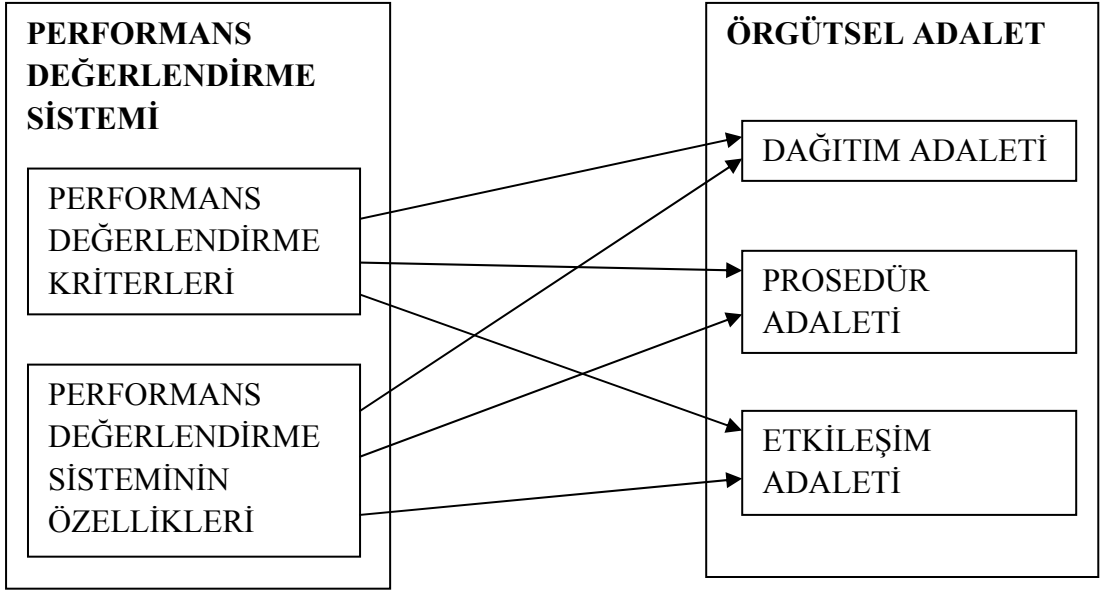 PERFORMANS
DEĞERLENDİRME
SİSTEMİ
PERFORMANS
DEĞERLENDİRME
KRİTERLERİ
PERFORMANS
DEĞERLENDİRME
SİSTEMİNİN
ÖZELLİKLERİ
ÖRGÜTSEL ADALET
DAĞITIM ADALETİ
PROSEDÜR
ADALETİ
ETKİLEŞİM
ADALETİ